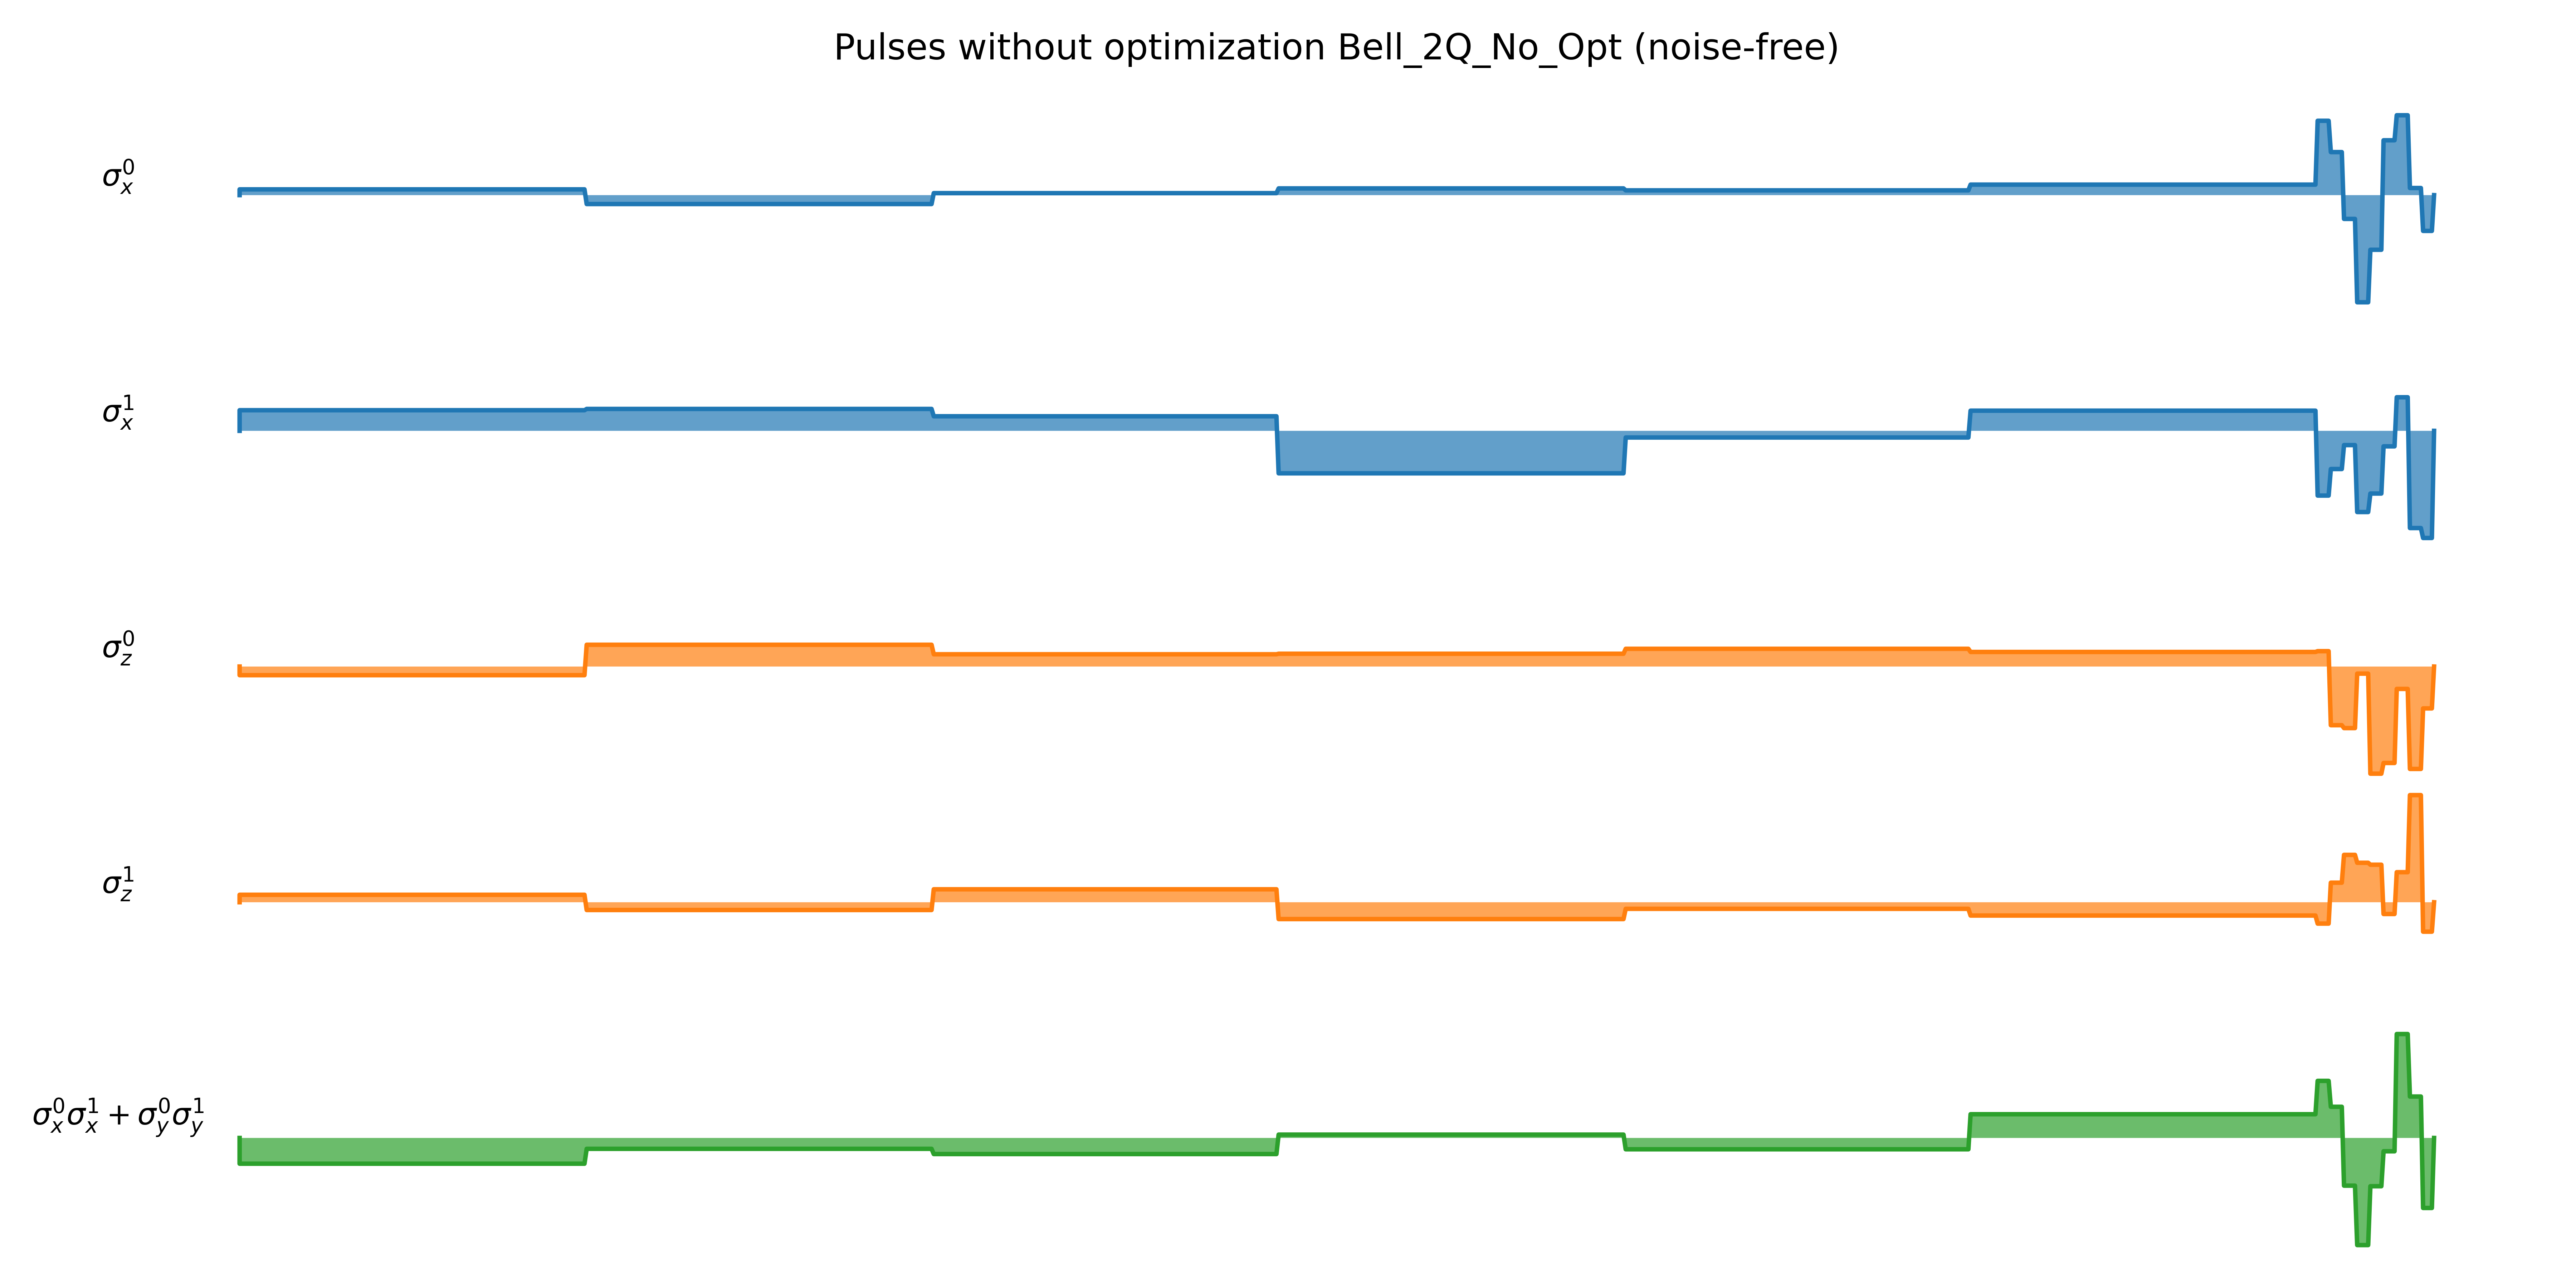 Pulses without optimization Bell_2Q_No_Opt (noise-free)
σ_x^0
σ_x^1
σ_z^0
σ_z^1
σ_x^0σ_x^1 + σ_y^0σ_y^1